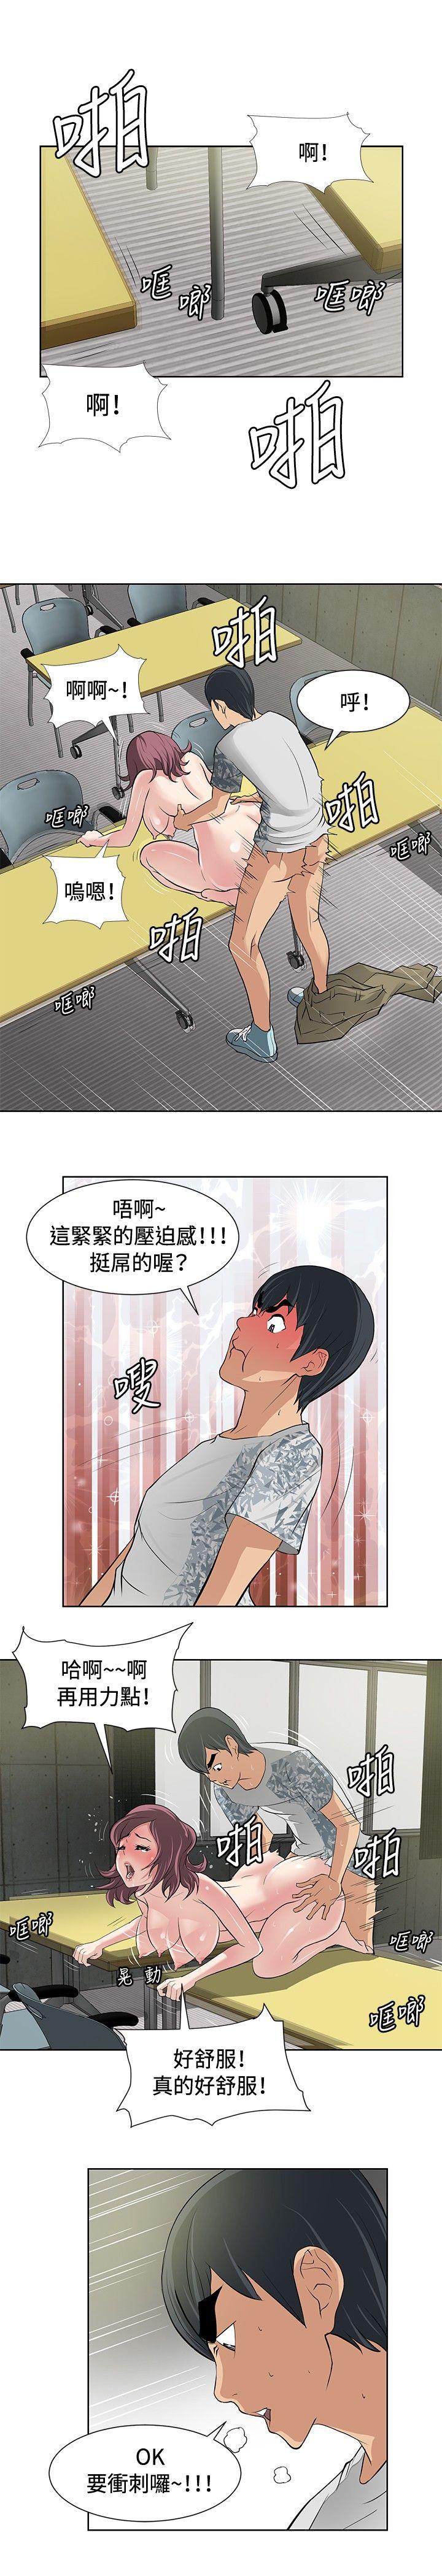 啪
啊!
哐啷
哐啷
啊!
啪
啪
啊啊~!
呼!
啪
哐啷
哐啷
嗚嗯!
啪
哐啷
唔啊~
這緊緊的壓迫感!!!
挺屌的喔?
嗖
哈啊~~啊
再用力點!
啪
啪
啪
哐啷
哐啷
晃動
哐啷
好舒服!
真的好舒服!
OK
要衝刺囉~!!!